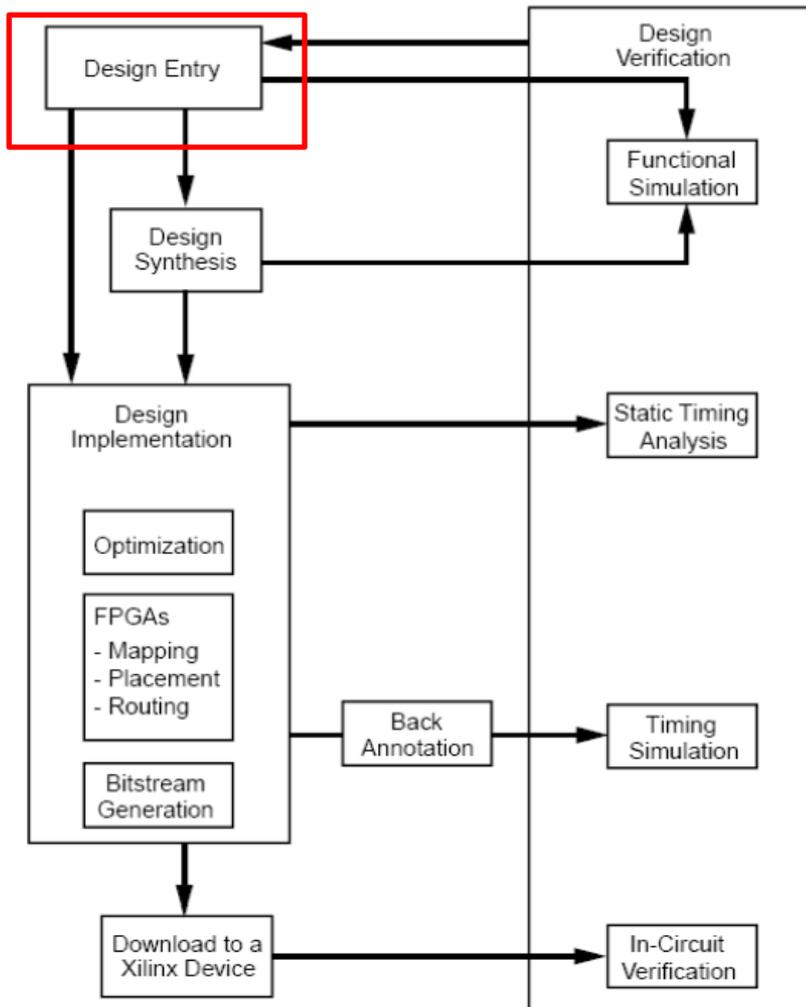 Design Entry
Design
Verification
Functional
Simulation
Design
Synthesis
Design
Implementation
Static Timing
Analysis
Optimization
FPGAs
- Mapping
- Placement
- Routing
Back
Annotation
Timing
Simulation
Bitstream
Generation
Download to a
Xilinx Device
In-Circuit
Verification